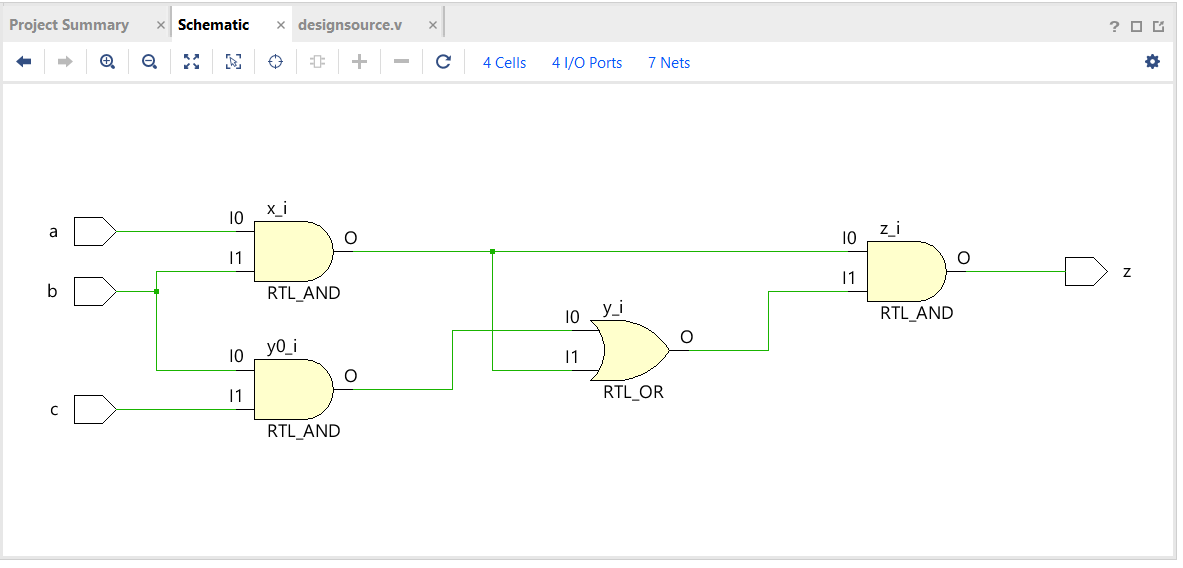 Project Summary × Schematic × designsource.v × ?
4 Cells 4 I/O Ports 7 Nets
x_i
I0
a
O
I1
b
RTL_AND
z_i
I0
O
I1
z
RTL_AND
y_i
I0
O
I1
RTL_OR
y0_i
I0
O
I1
c
RTL_AND